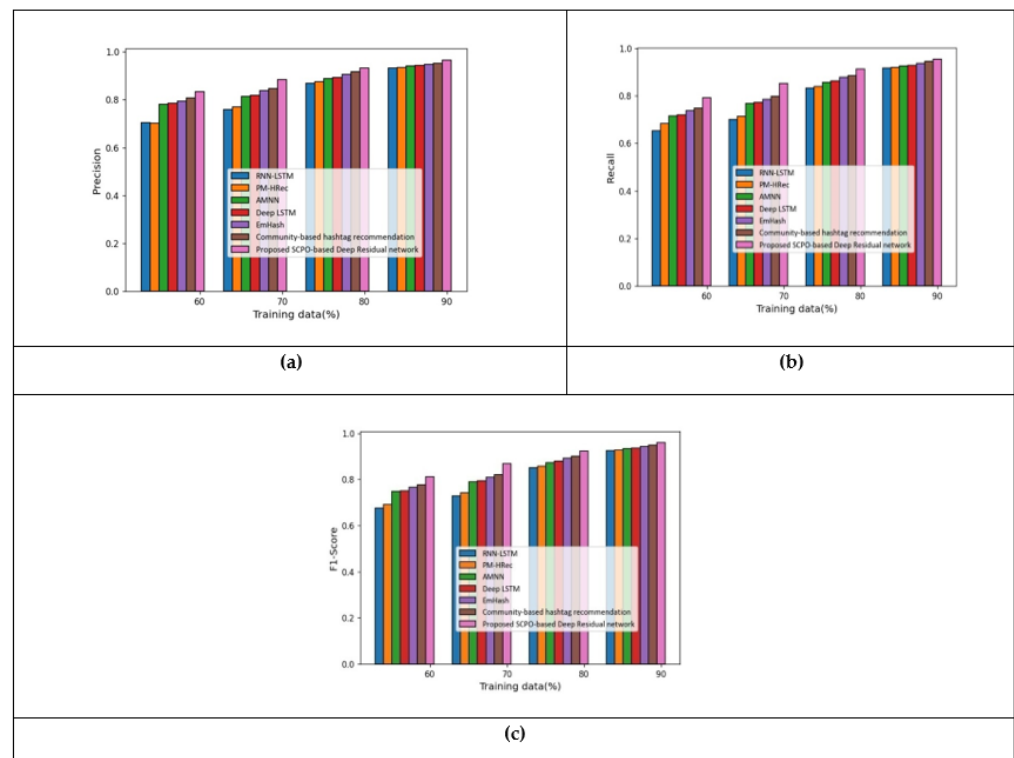 1.0
0.8
0.6
0.4
0.2
0.0
Precision
RNN-LSTM
PM-HRec
AMNN
Deep LSTM
EmHash
Community-based hashtag recommendation
Proposed SCPO-based Deep Residual network
60 70 80 90
Training data(%)
(a)
1.0
0.8
0.6
0.4
0.2
0.0
Recall
RNN-LSTM
PM-HRec
AMNN
Deep LSTM
EmHash
Community-based hashtag recommendation
Proposed SCPO-based Deep Residual network
60 70 80 90
Training data(%)
(b)
1.0
0.8
0.6
0.4
0.2
0.0
F1-Score
RNN-LSTM
PM-HRec
AMNN
Deep LSTM
EmHash
Community-based hashtag recommendation
Proposed SCPO-based Deep Residual network
60 70 80 90
Training data(%)
(c)